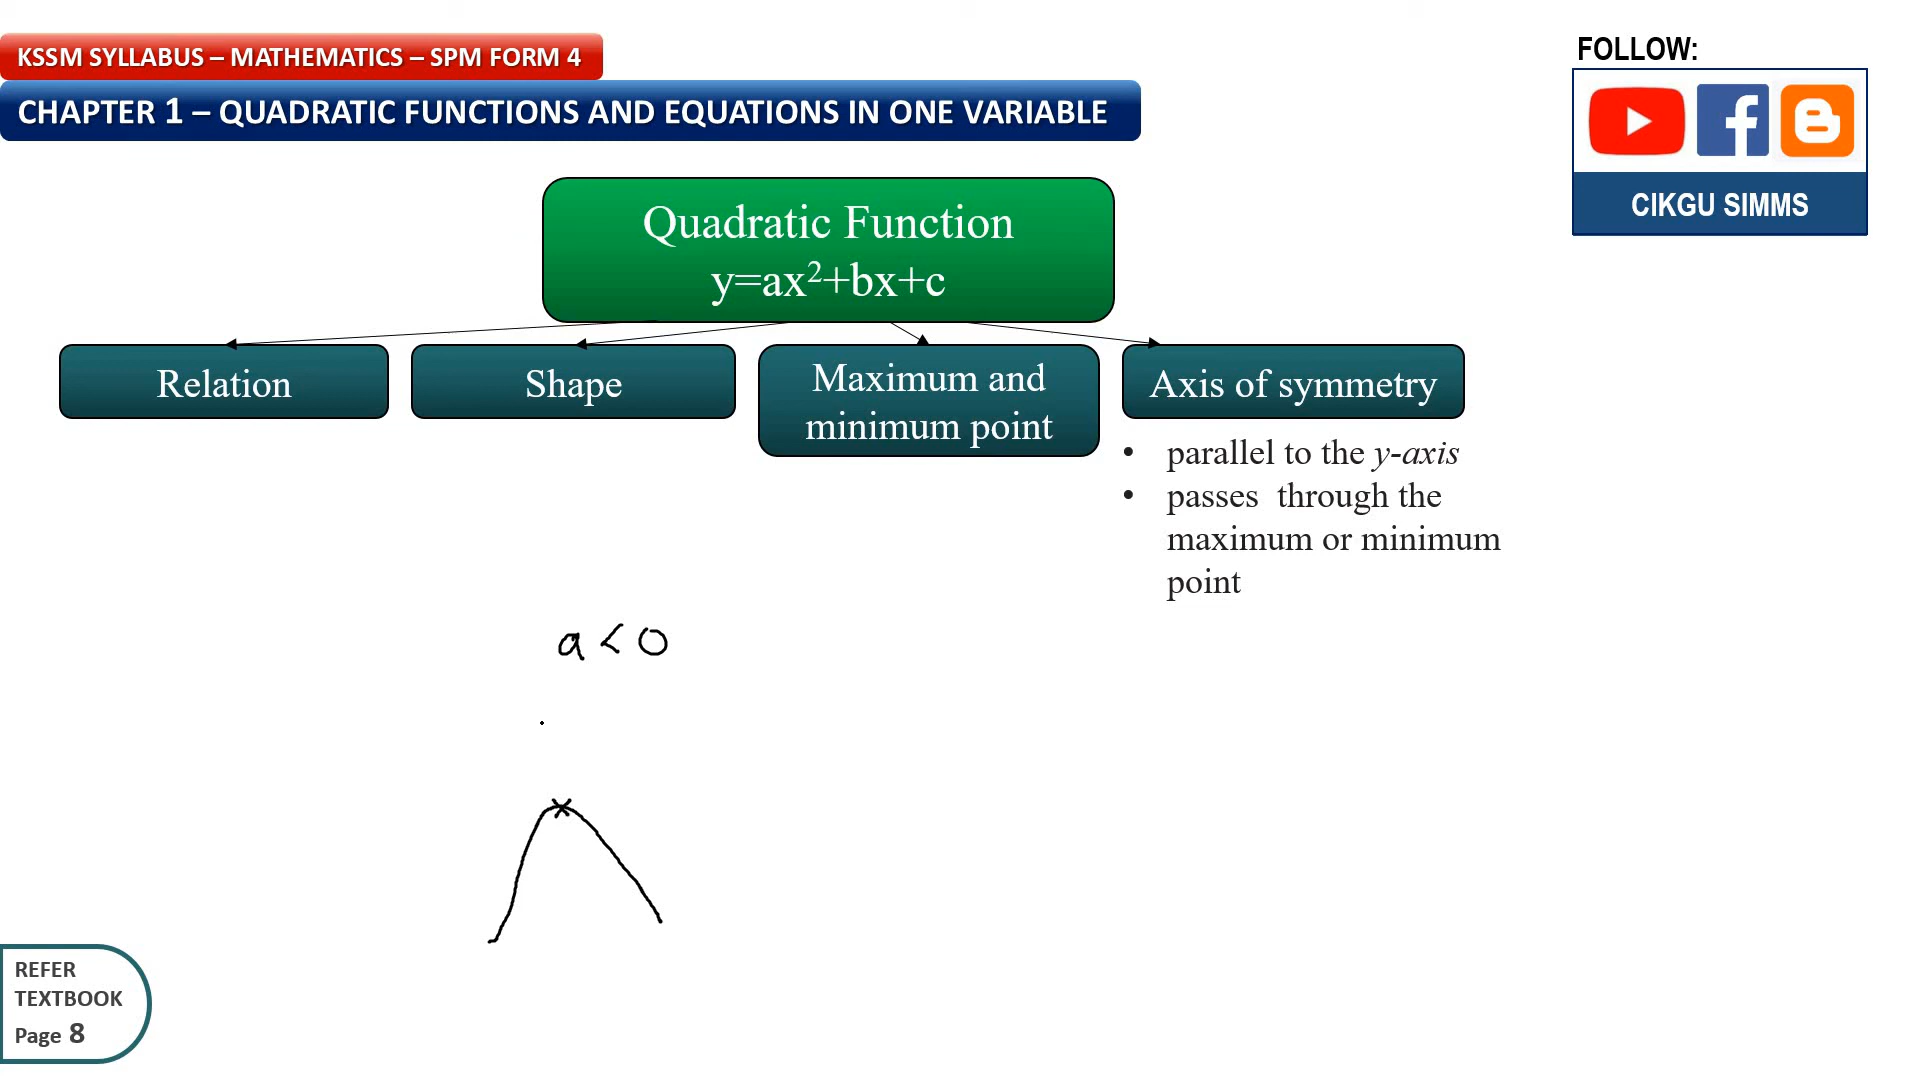 KSSM SYLLABUS – MATHEMATICS – SPM FORM 4
CHAPTER 1 – QUADRATIC FUNCTIONS AND EQUATIONS IN ONE VARIABLE
FOLLOW:
CIKGU SIMMS
Quadratic Function
y=ax²+bx+c
Relation
Shape
Maximum and
minimum point
Axis of symmetry
• parallel to the y-axis
• passes through the
maximum or minimum
point
a < 0
REFER
TEXTBOOK
Page 8